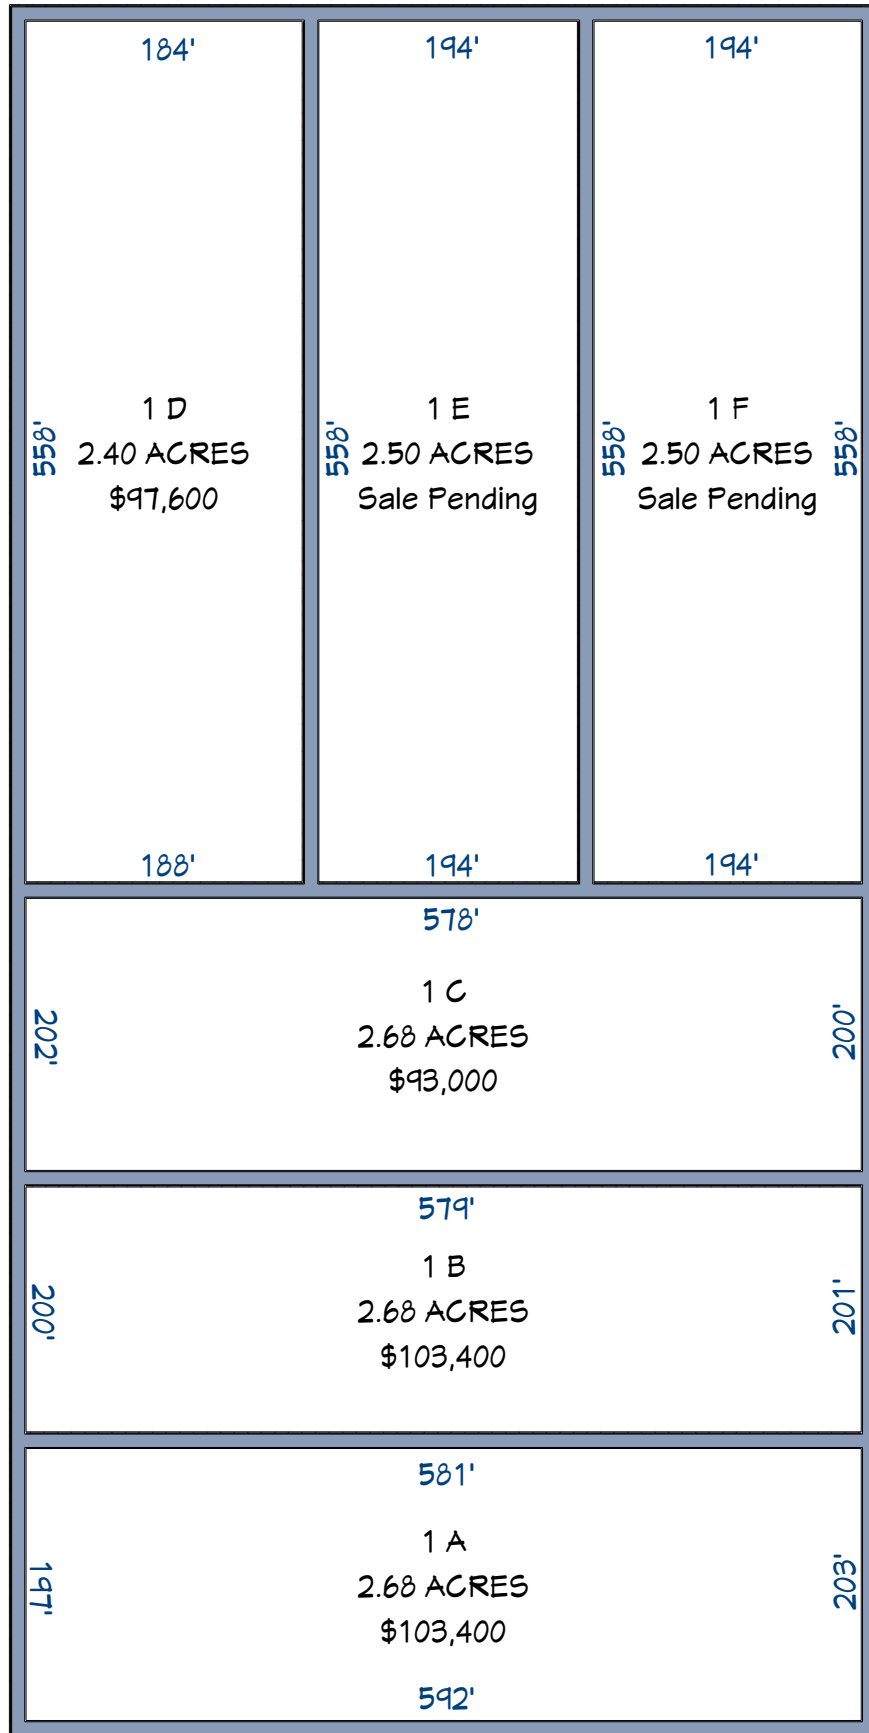 184'
558'
1 D
2.40 ACRES
$97,600
188'
194'
558'
1 E
2.50 ACRES
Sale Pending
194'
194'
558'
1 F
2.50 ACRES
Sale Pending
558'
194'
578'
202'
1 C
2.68 ACRES
$93,000
200'
579'
200'
1 B
2.68 ACRES
$103,400
201'
581'
197'
1 A
2.68 ACRES
$103,400
203'
592'